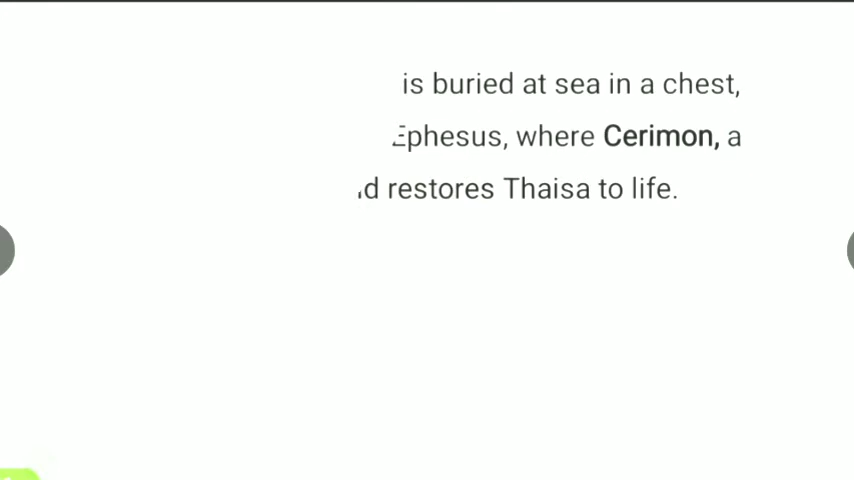 is buried at sea in a chest,
Ephesus, where Cerimon, a
restores Thaisa to life.